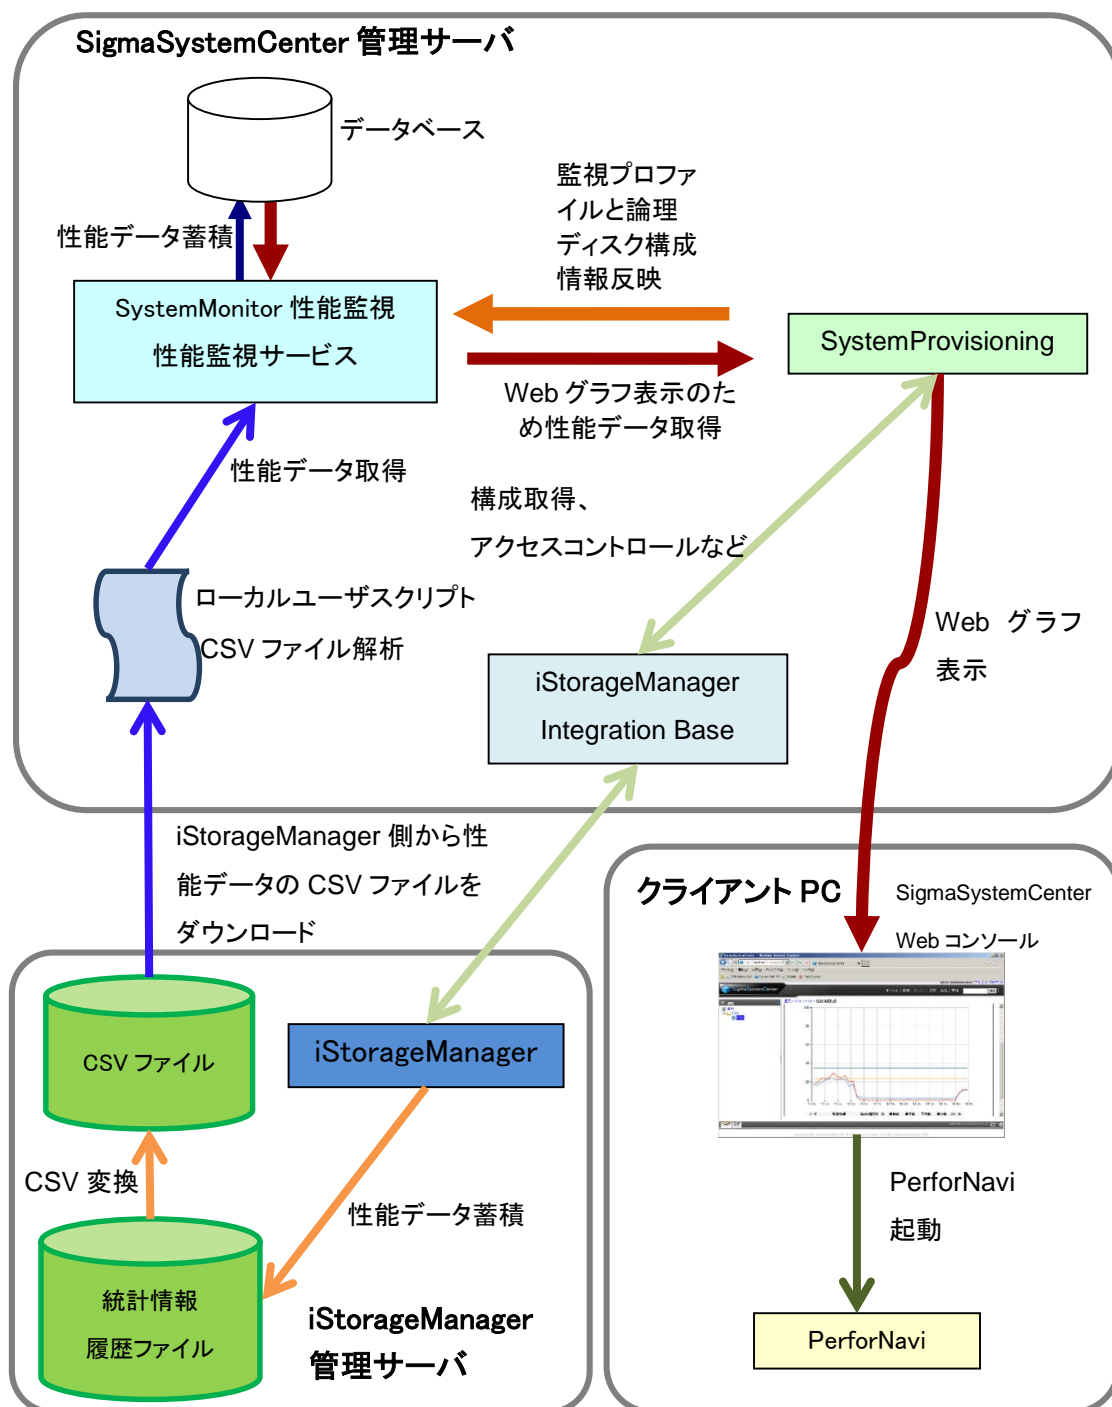 SigmaSystemCenter 管理サーバ
データベース
監視プロファ
イルと論理
ディスク構成
情報反映
性能データ蓄積
SystemMonitor 性能監視
性能監視サービス
SystemProvisioning
Web グラフ表示のた
め性能データ取得
性能データ取得
構成取得、
アクセスコントロールなど
ローカルユーザスクリプト
CSV ファイル解析
Web グラフ
表示
iStorageManager
Integration Base
iStorageManager 側から性
能データの CSV ファイルを
ダウンロード
クライアント PC
SigmaSystemCenter
Web コンソール
SigmaSystemCenter
CSV ファイル
iStorageManager
CSV 変換
性能データ蓄積
PerforNavi
起動
統計情報
履歴ファイル
iStorageManager
管理サーバ
PerforNavi